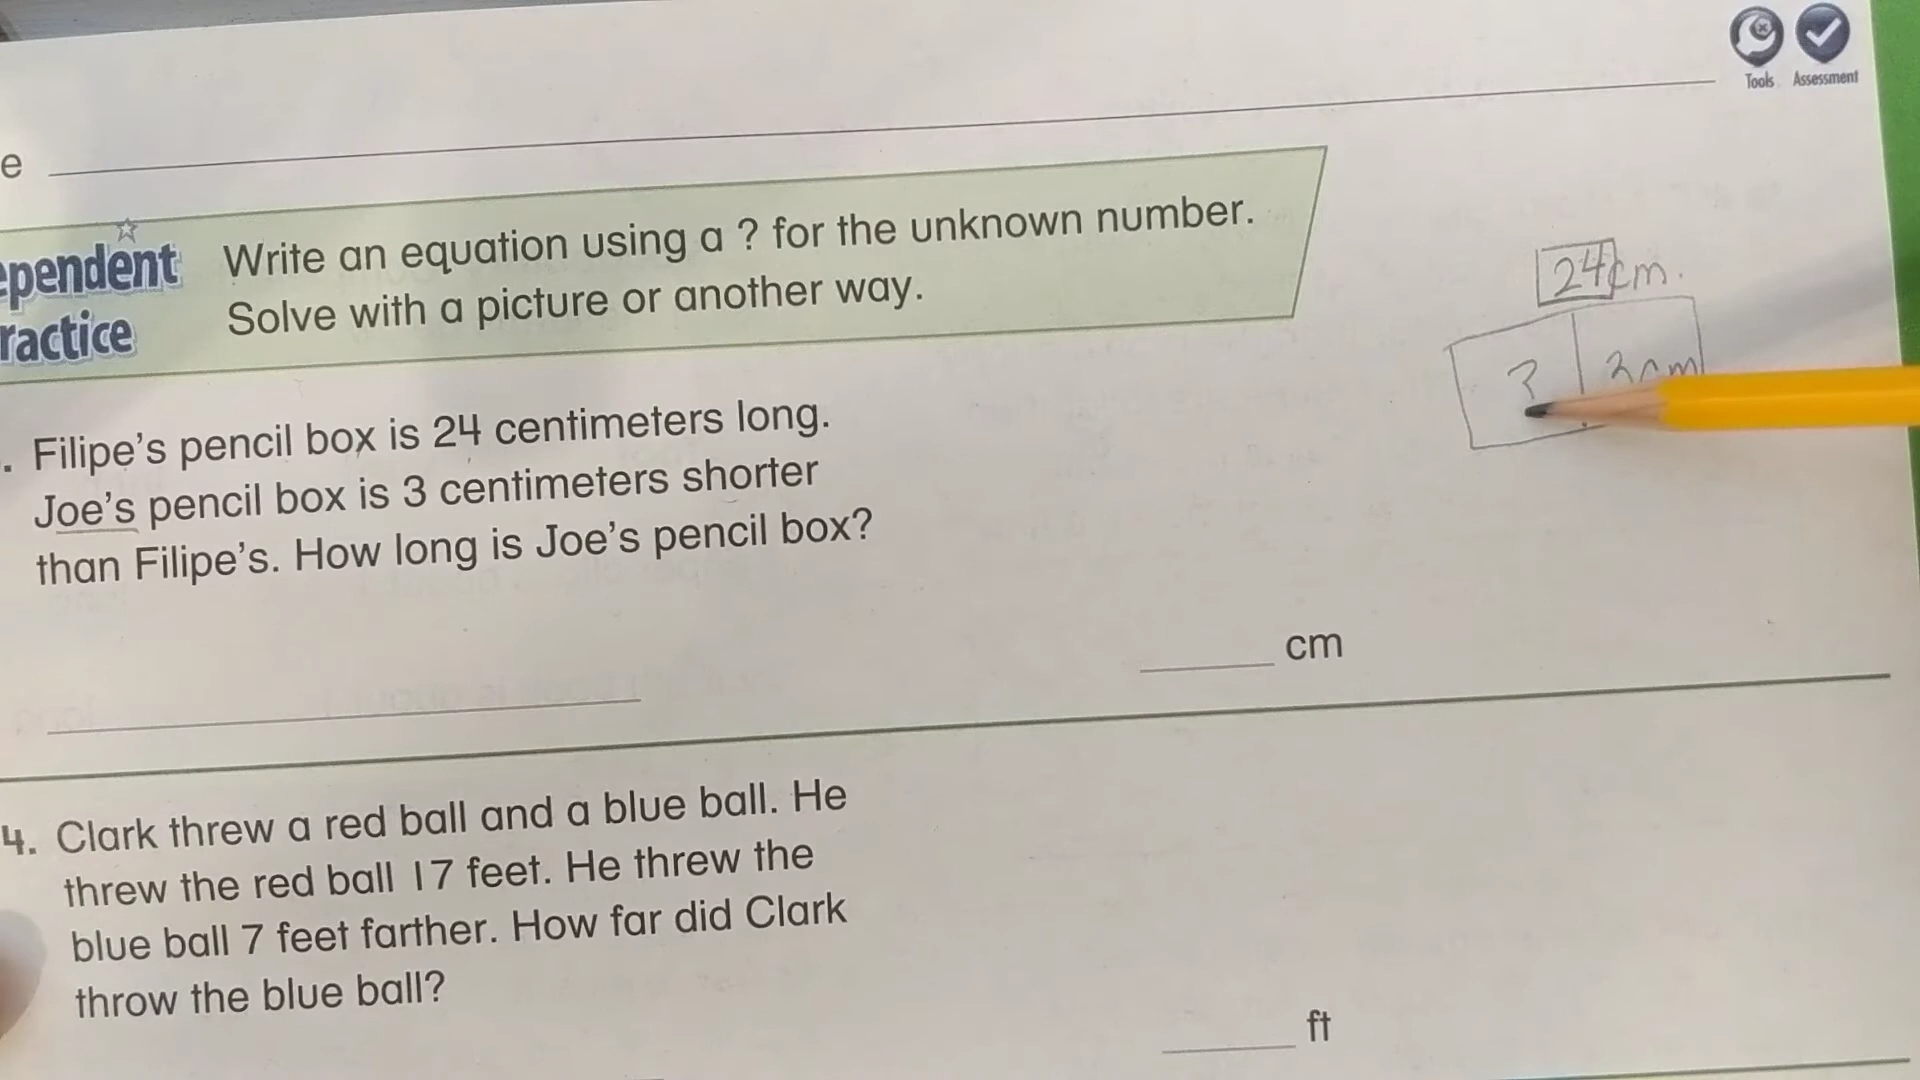 Tools Assessment
e
ependent
ractice
Write an equation using a ? for the unknown number.
Solve with a picture or another way.
24cm.
? 3cm
. Filipe's pencil box is 24 centimeters long.
Joe's pencil box is 3 centimeters shorter
than Filipe's. How long is Joe's pencil box?
cm
4. Clark threw a red ball and a blue ball. He
threw the red ball 17 feet. He threw the
blue ball 7 feet farther. How far did Clark
throw the blue ball?
ft